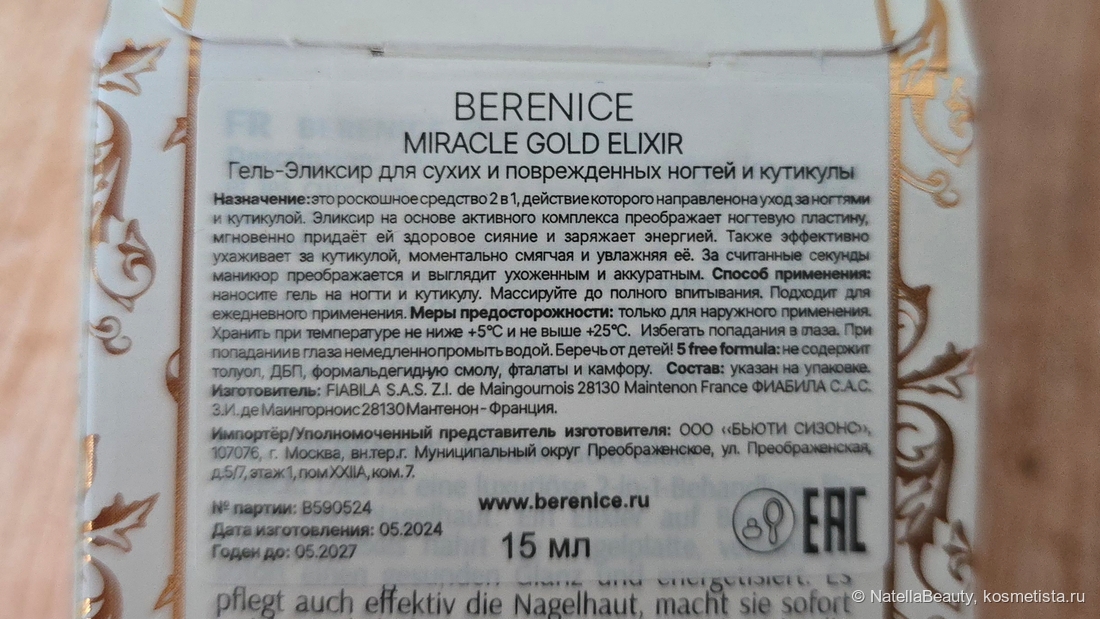 BERENICE
MIRACLE GOLD ELIXIR
Гель-Эликсир для сухих и поврежденных ногтей и кутикулы
Назначение: это роскошное средство 2 в 1, действие которого направлено на уход за ногтями
и кутикулой. Эликсир на основе активного комплекса преображает ногтевую пластину,
мгновенно придаёт ей здоровое сияние и заряжает энергией. Также эффективно
ухаживает за кутикулой, моментально смягчая и увлажняя её. За считанные секунды
маникюр преображается и выглядит ухоженным и аккуратным. Способ применения:
наносите гель на ногти и кутикулу. Массируйте до полного впитывания. Подходит для
ежедневного применения. Меры предосторожности: только для наружного применения.
Хранить при температуре не ниже +5°C и не выше +25°C. Избегать попадания в глаза. При
попадании в глаза немедленно промыть водой. Беречь от детей! 5 free formula: не содержит
толуол, ДБП, формальдегидную смолу, фталаты и камфору. Состав: указан на упаковке.
Изготовитель: FIABILA S.A.S. Z.I. de Maingournois 28130 Maintenon France ФИАБИЛА С.А.С.
З.И. де Маингорноис 28130 Мантенон - Франция.
Импортёр/Уполномоченный представитель изготовителя: ООО «БЬЮТИ СИЗОНС»,
107076, г. Москва, вн.тер.г. Муниципальный округ Преображенское, ул. Преображенская,
д.5/7, этаж 1, пом XXIIA, ком. 7.
№ партии: B590524
Дата изготовления: 05.2024
Годен до: 05.2027
www.berenice.ru
15 мл
EAC
pflegt auch effektiv die Nagelhaut, macht sie sofort
© NatellaBeauty, kosmetista.ru